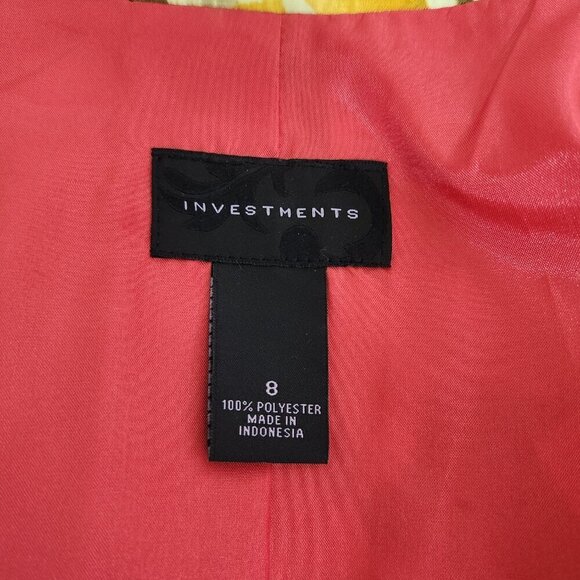 INVESTMENTS
8
100% POLYESTER
MADE IN
INDONESIA